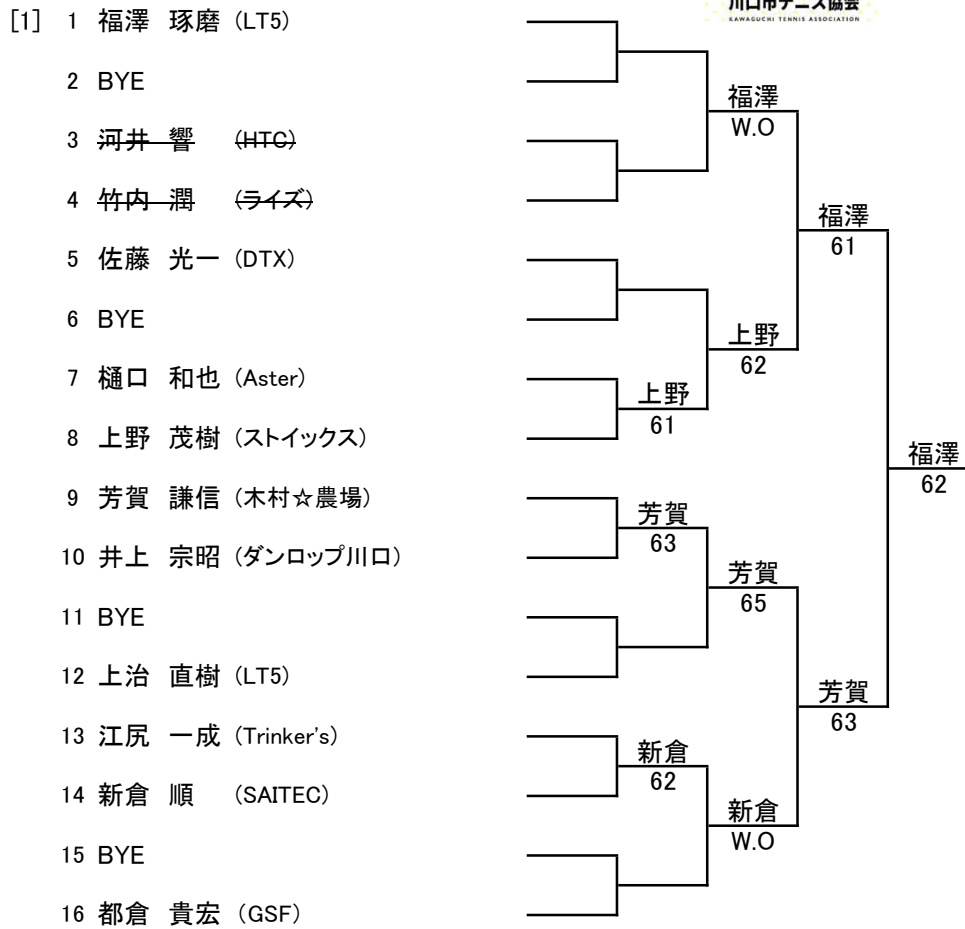 川口市テニス協会
KAWAGUCHI TENNIS ASSOCIATION
[1] 1 福澤 琢磨 (LT5)
2 BYE
福澤
W.O
3 河井 響 (HTC)
4 竹内 潤 (ライズ)
福澤
61
5 佐藤 光一 (DTX)
6 BYE
上野
62
7 樋口 和也 (Aster)
上野
61
8 上野 茂樹 (ストイックス)
福澤
62
9 芳賀 謙信 (木村☆農場)
芳賀
63
10 井上 宗昭 (ダンロップ川口)
芳賀
65
11 BYE
12 上治 直樹 (LT5)
芳賀
63
13 江尻 一成 (Trinker's)
新倉
62
14 新倉 順 (SAITEC)
新倉
W.O
15 BYE
16 都倉 貴宏 (GSF)